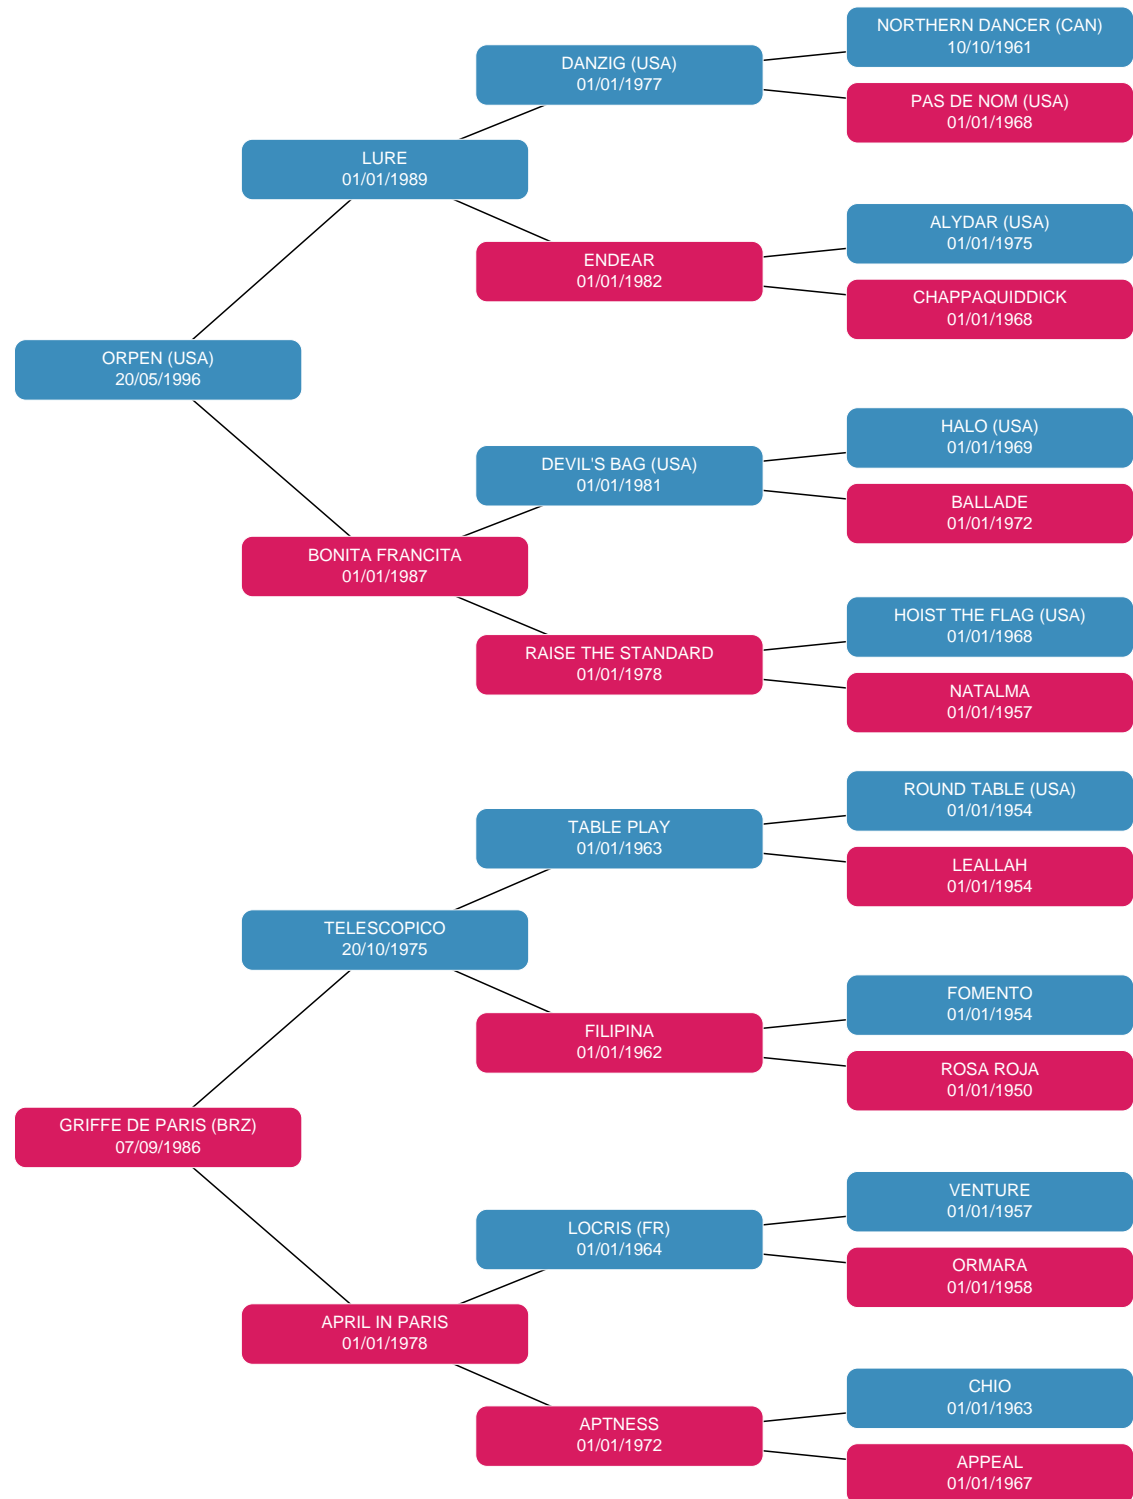 NORTHERN DANCER (CAN)
10/10/1961
DANZIG (USA)
01/01/1977
PAS DE NOM (USA)
01/01/1968
LURE
01/01/1989
ALYDAR (USA)
01/01/1975
ENDEAR
01/01/1982
CHAPPAQUIDDICK
01/01/1968
ORPEN (USA)
20/05/1996
HALO (USA)
01/01/1969
DEVIL'S BAG (USA)
01/01/1981
BALLADE
01/01/1972
BONITA FRANCITA
01/01/1987
HOIST THE FLAG (USA)
01/01/1968
RAISE THE STANDARD
01/01/1978
NATALMA
01/01/1957
ROUND TABLE (USA)
01/01/1954
TABLE PLAY
01/01/1963
LEALLAH
01/01/1954
TELESCOPICO
20/10/1975
FOMENTO
01/01/1954
FILIPINA
01/01/1962
ROSA ROJA
01/01/1950
GRIFFE DE PARIS (BRZ)
07/09/1986
VENTURE
01/01/1957
LOCRIS (FR)
01/01/1964
ORMARA
01/01/1958
APRIL IN PARIS
01/01/1978
CHIO
01/01/1963
APTNESS
01/01/1972
APPEAL
01/01/1967